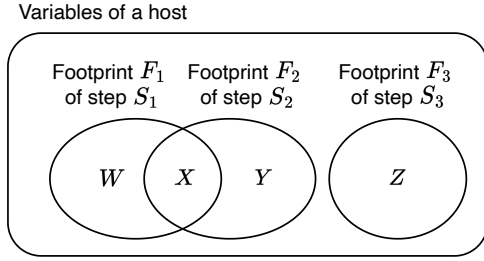 Variables of a host
Footprint F₁ of step S₁
Footprint F₂ of step S₂
Footprint F₃ of step S₃
W
X
Y
Z